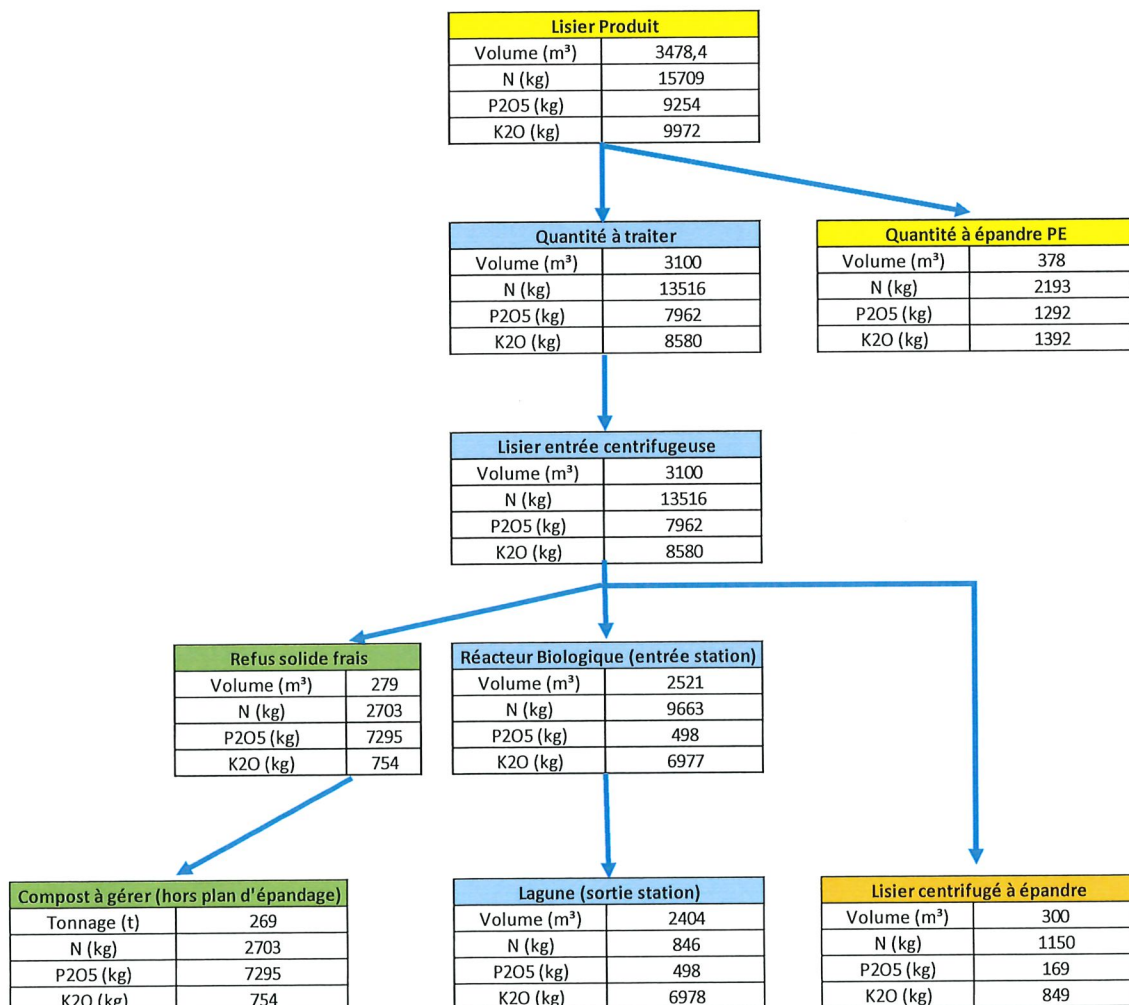 Lisier Produit
Volume (m³) 3478,4
N (kg) 15709
P2O5 (kg) 9254
K2O (kg) 9972
Quantité à traiter
Volume (m³) 3100
N (kg) 13516
P2O5 (kg) 7962
K2O (kg) 8580
Quantité à épandre PE
Volume (m³) 378
N (kg) 2193
P2O5 (kg) 1292
K2O (kg) 1392
Lisier entrée centrifugeuse
Volume (m³) 3100
N (kg) 13516
P2O5 (kg) 7962
K2O (kg) 8580
Refus solide frais
Volume (m³) 279
N (kg) 2703
P2O5 (kg) 7295
K2O (kg) 754
Réacteur Biologique (entrée station)
Volume (m³) 2521
N (kg) 9663
P2O5 (kg) 498
K2O (kg) 6977
Compost à gérer (hors plan d'épandage)
Tonnage (t) 269
N (kg) 2703
P2O5 (kg) 7295
K2O (kg) 754
Lagune (sortie station)
Volume (m³) 2404
N (kg) 846
P2O5 (kg) 498
K2O (kg) 6978
Lisier centrifugé à épandre
Volume (m³) 300
N (kg) 1150
P2O5 (kg) 169
K2O (kg) 849